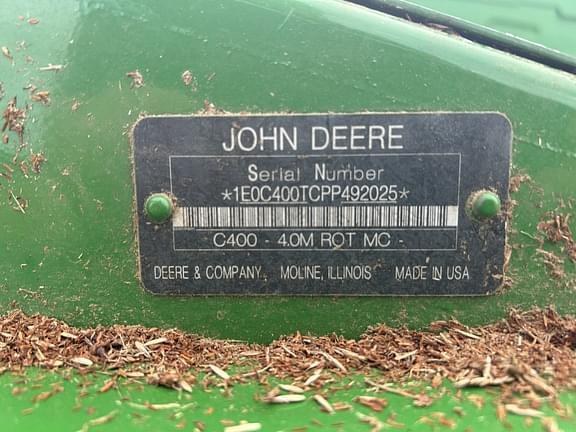 JOHN DEERE
Serial Number
*1E0C400TCPP492025*
C400 - 4.0M ROT MC -
DEERE & COMPANY, MOLINE, ILLINOIS MADE IN USA